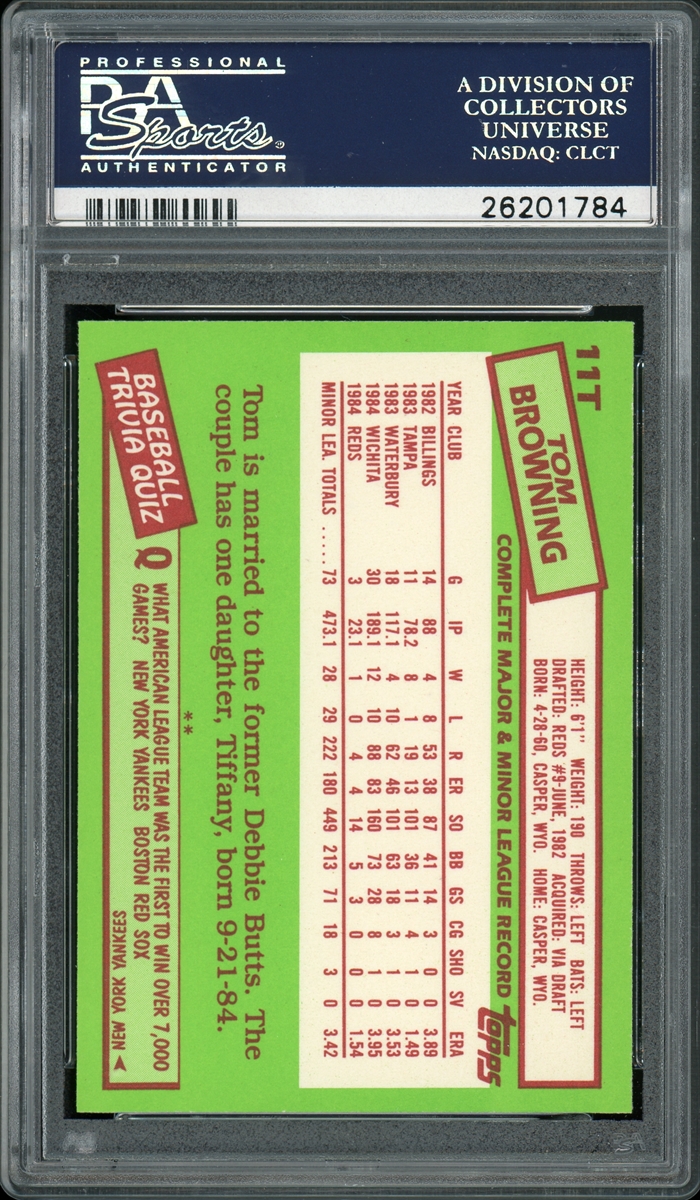 PROFESSIONAL
PSA
Sports®
AUTHENTICATOR
A DIVISION OF
COLLECTORS
UNIVERSE
NASDAQ: CLCT
26201784
11T
TOM
BROWNING
HEIGHT: 6'1" WEIGHT: 190 THROWS: LEFT BATS: LEFT
DRAFTED: REDS #9-JUNE, 1982 ACQUIRED: VIA DRAFT
BORN: 4-28-60, CASPER, WYO. HOME: CASPER, WYO.
COMPLETE MAJOR & MINOR LEAGUE RECORD topps
YEAR CLUB G IP W L R ER SO BB GS CG SHO SV ERA
1982 BILLINGS 14 88 4 8 53 38 87 41 14 3 0 0 3.89
1983 TAMPA 11 78.2 8 1 19 13 101 36 11 4 1 0 1.49
1983 WATERBURY 18 117.1 4 10 62 46 101 63 18 3 1 0 3.53
1984 WICHITA 30 189.1 12 10 88 83 160 73 28 8 1 0 3.95
1984 REDS 3 23.1 1 0 4 4 14 5 3 0 0 0 1.54
MINOR LEA. TOTALS ...... 73 473.1 28 29 222 180 449 213 71 18 3 0 3.42
Tom is married to the former Debbie Butts. The
couple has one daughter, Tiffany, born 9-21-84.
**
BASEBALL
TRIVIA QUIZ
Q WHAT AMERICAN LEAGUE TEAM WAS THE FIRST TO WIN OVER 7,000
GAMES? NEW YORK YANKEES BOSTON RED SOX
NEW YORK YANKEES